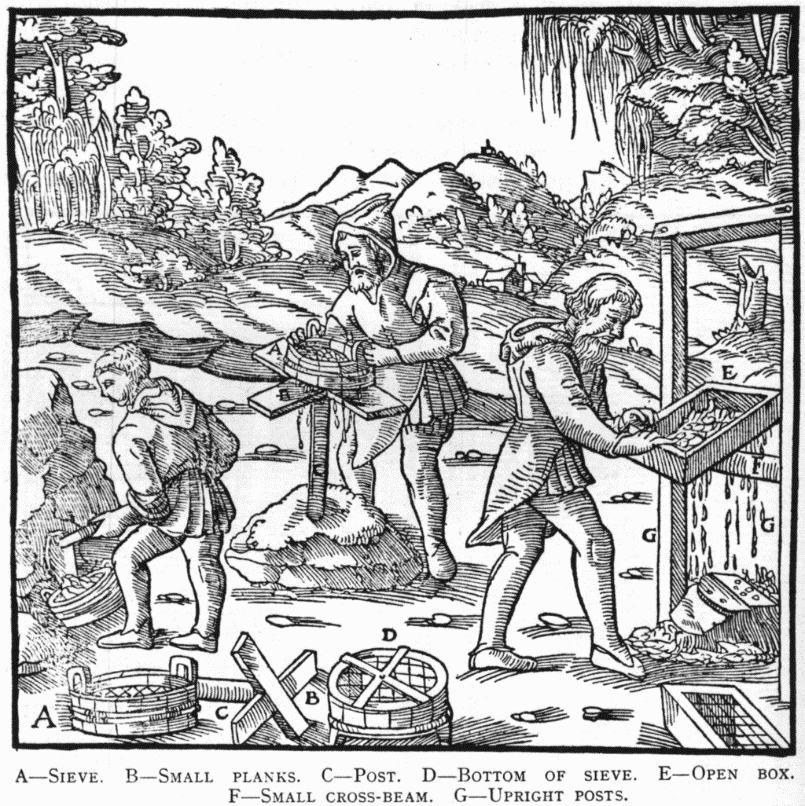 A
B
C
E
F
G
G
D
B
C
A
A—SIEVE. B—SMALL PLANKS. C—POST. D—BOTTOM OF SIEVE. E—OPEN BOX.
F—SMALL CROSS-BEAM. G—UPRIGHT POSTS.